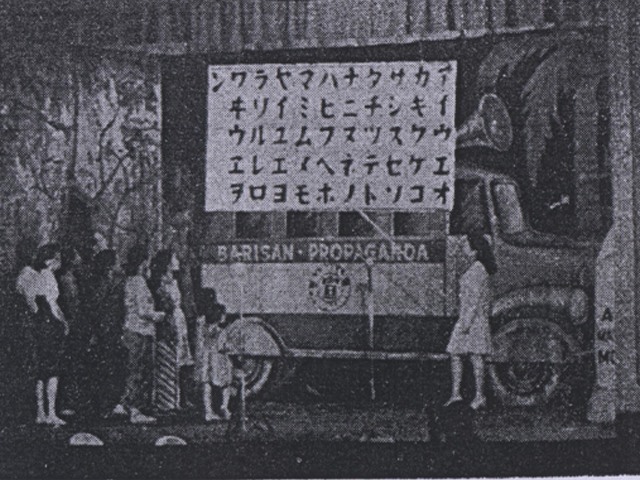 アイウエオ
カキクケコ
サシスセソ
タチツテト
ナニヌネノ
ハヒフヘホ
マミムメモ
ヤイユエヨ
ラリルレロ
ワヰウヱヲ
ン
BARISAN · PROPAGANDA